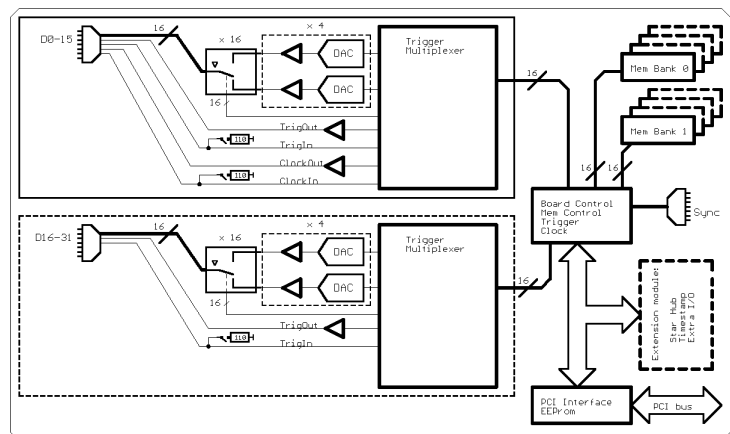 D0-15
16
× 16
× 4
DAC
DAC
16
Trigger
Multiplexer
TrigOut
110
TrigIn
ClockOut
110
ClockIn
16
Mem Bank 0
Mem Bank 1
16
16
Board Control
Mem Control
Trigger
Clock
Sync
D16-31
16
× 16
× 4
DAC
DAC
16
Trigger
Multiplexer
TrigOut
110
TrigIn
16
Extension module:
Star Hub
Timestamp
Extra I/O
PCI Interface
EEProm
PCI bus